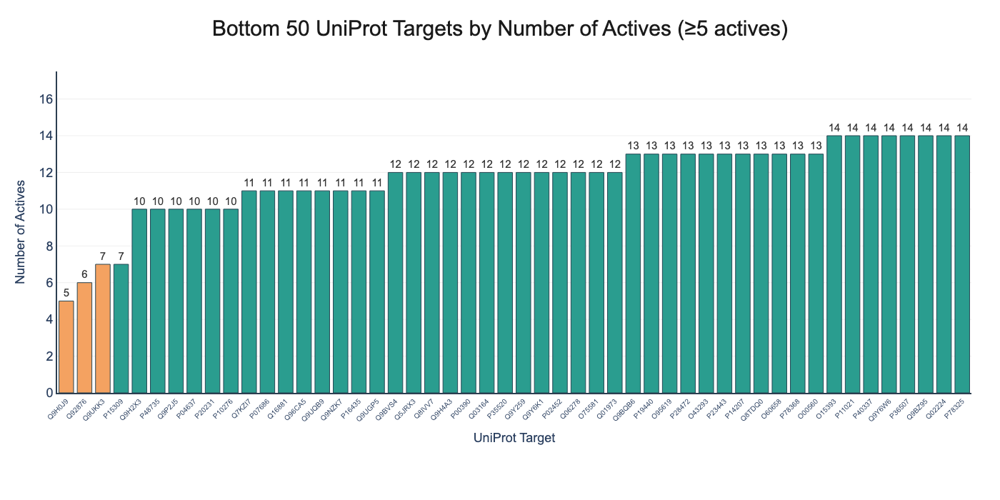 Bottom 50 UniProt Targets by Number of Actives (≥5 actives)
Number of Actives
16
14
12
10
8
6
4
2
0
5 6 7 7 10 10 10 10 10 10 11 11 11 11 11 11 11 11 12 12 12 12 12 12 12 12 12 12 12 12 12 13 13 13 13 13 13 13 13 13 13 13 14 14 14 14 14 14 14 14
Q9H0J9 Q92876 Q9UKK3 P15309 Q9H2X3 P48735 Q9P2J5 P04637 P20231 P10276 Q7KZI7 P07686 Q16881 Q96CA5 Q9UQB9 Q9NZK7 P16435 Q9UGP5 Q9BVS4 Q5JRX3 Q8IVV7 Q9H4A3 P00390 Q03164 P35520 Q9Y259 Q9Y6K1 P02452 Q06278 O75581 Q01973 Q9BQB6 P19440 O95619 P28472 O43293 P23443 P14207 Q8TDQ0 O60658 P78368 O00560 O15393 P11021 P40337 Q9Y6W6 P36507 Q9BZ95 Q02224 P78325
UniProt Target